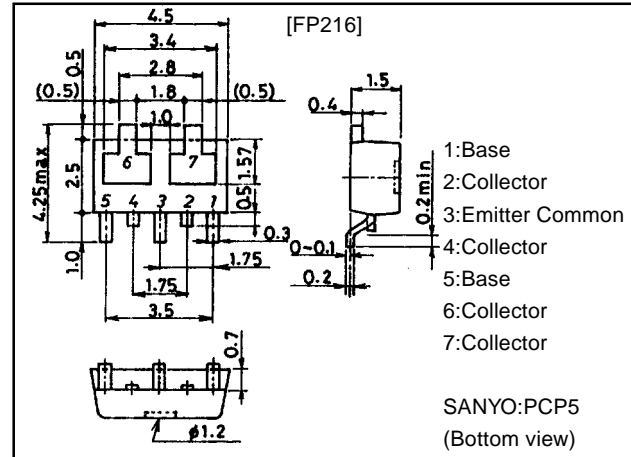 [FP216]
4.5
3.4
2.8
(0.5) 1.8 (0.5)
1.0
0.5
4.25max
2.5
1.0
6 7
1.57
0.5
5 4 3 2 1
0.3
1.75
1.75
3.5
1.5
0.4
0.2min
0~0.1
0.2
1:Base
2:Collector
3:Emitter Common
4:Collector
5:Base
6:Collector
7:Collector
0.7
φ1.2
SANYO:PCP5
(Bottom view)